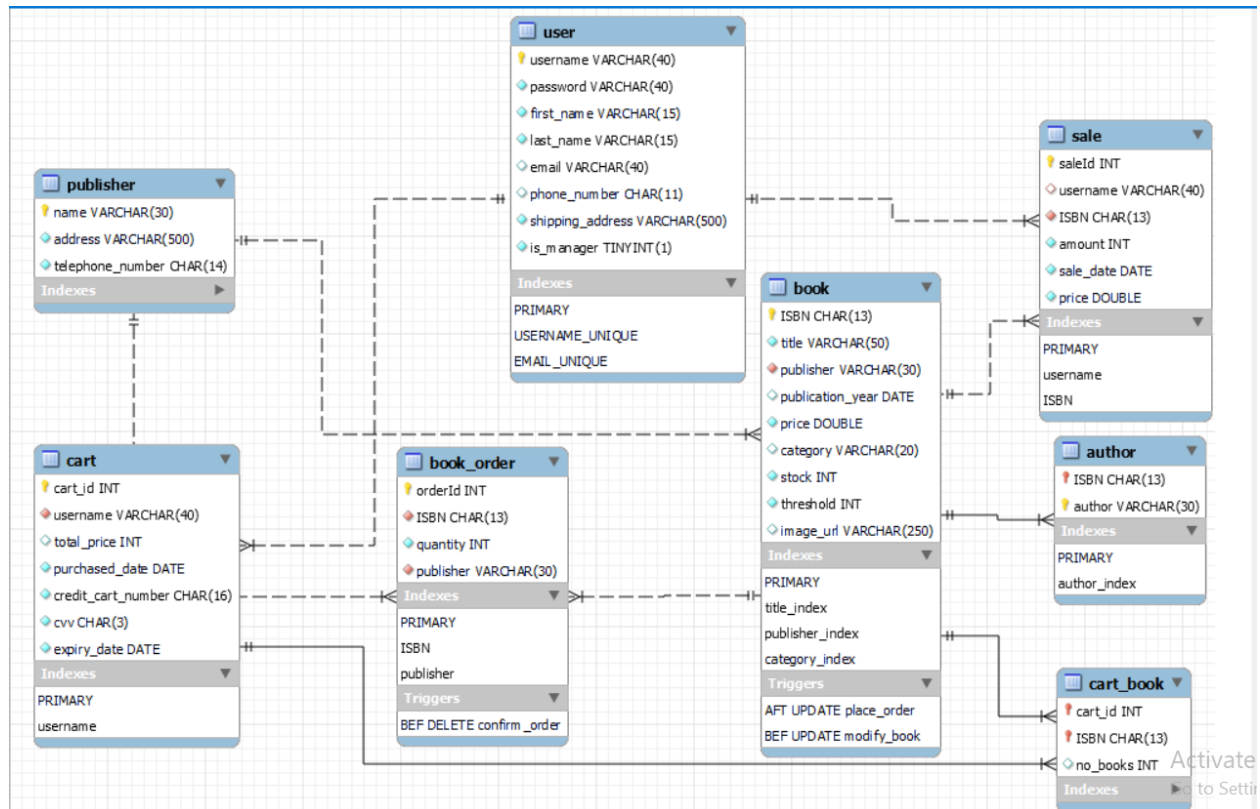 user
username VARCHAR(40)
password VARCHAR(40)
first_name VARCHAR(15)
last_name VARCHAR(15)
email VARCHAR(40)
phone_number CHAR(11)
shipping_address VARCHAR(500)
is_manager TINYINT(1)
Indexes
PRIMARY
USERNAME_UNIQUE
EMAIL_UNIQUE
publisher
name VARCHAR(30)
address VARCHAR(500)
telephone_number CHAR(14)
Indexes
sale
saleId INT
username VARCHAR(40)
ISBN CHAR(13)
amount INT
sale_date DATE
price DOUBLE
Indexes
PRIMARY
username
ISBN
book
ISBN CHAR(13)
title VARCHAR(50)
publisher VARCHAR(30)
publication_year DATE
price DOUBLE
category VARCHAR(20)
stock INT
threshold INT
image_url VARCHAR(250)
Indexes
PRIMARY
title_index
publisher_index
category_index
Triggers
AFT UPDATE place_order
BEF UPDATE modify_book
cart
cart_id INT
username VARCHAR(40)
total_price INT
purchased_date DATE
credit_cart_number CHAR(16)
cvv CHAR(3)
expiry_date DATE
Indexes
PRIMARY
username
book_order
orderId INT
ISBN CHAR(13)
quantity INT
publisher VARCHAR(30)
Indexes
PRIMARY
ISBN
publisher
Triggers
BEF DELETE confirm _order
author
ISBN CHAR(13)
author VARCHAR(30)
Indexes
PRIMARY
author_index
cart_book
cart_id INT
ISBN CHAR(13)
no_books INT
Indexes
Activate
to Setti